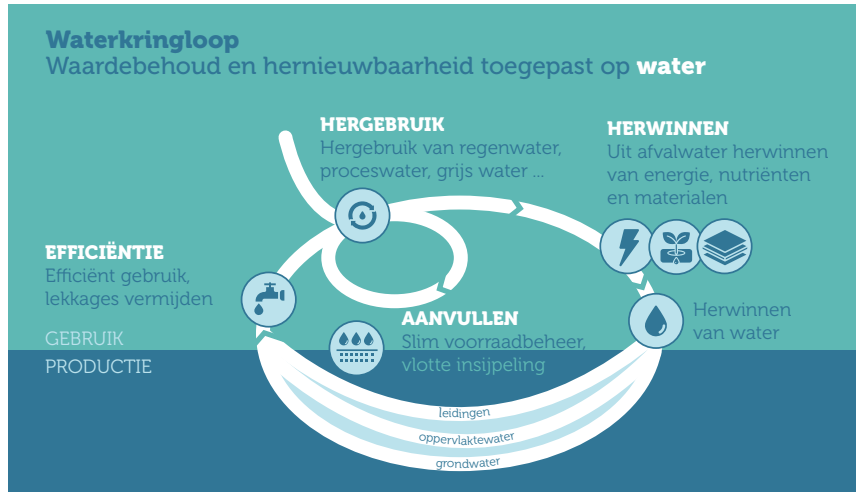 Waterkringloop
Waardebehoud en hernieuwbaarheid toegepast op water
HERGEBRUIK
Hergebruik van regenwater,
proceswater, grijs water ...
HERWINNEN
Uit afvalwater herwinnen
van energie, nutriënten
en materialen
EFFICIËNTIE
Efficiënt gebruik,
lekkages vermijden
Herwinnen
van water
AANVULLEN
Slim voorraadbeheer,
vlotte insijpeling
GEBRUIK
PRODUCTIE
leidingen
oppervlaktewater
grondwater